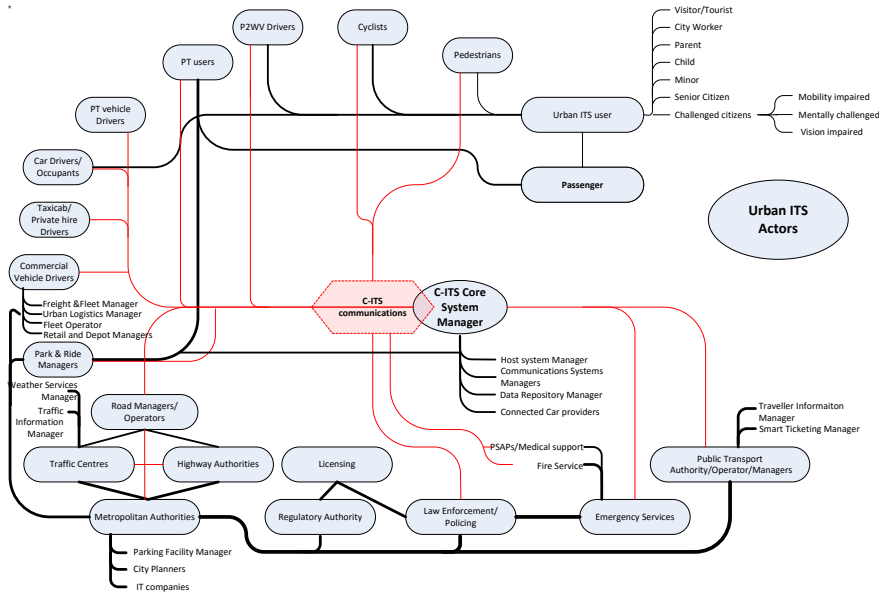 P2WV Drivers
Cyclists
Pedestrians
PT users
PT vehicle
Drivers
Car Drivers/
Occupants
Taxicab/
Private hire
Drivers
Commercial
Vehicle Drivers
Freight &Fleet Manager
Urban Logistics Manager
Fleet Operator
Retail and Depot Managers
Park & Ride
Managers
Urban ITS user
Passenger
Visitor/Tourist
City Worker
Parent
Child
Minor
Senior Citizen
Challenged citizens
Mobility impaired
Mentally challenged
Vision impaired
Urban ITS
Actors
C-ITS
communications
C-ITS Core
System
Manager
Host system Manager
Communications Systems
Managers
Data Repository Manager
Connected Car providers
Weather Services
Manager
Traffic
Information
Manager
Road Managers/
Operators
Traffic Centres
Highway Authorities
Metropolitan Authorities
Parking Facility Manager
City Planners
IT companies
Licensing
Regulatory Authority
Law Enforcement/
Policing
PSAPs/Medical support
Fire Service
Emergency Services
Traveller Informaiton
Manager
Smart Ticketing Manager
Public Transport
Authority/Operator/Managers